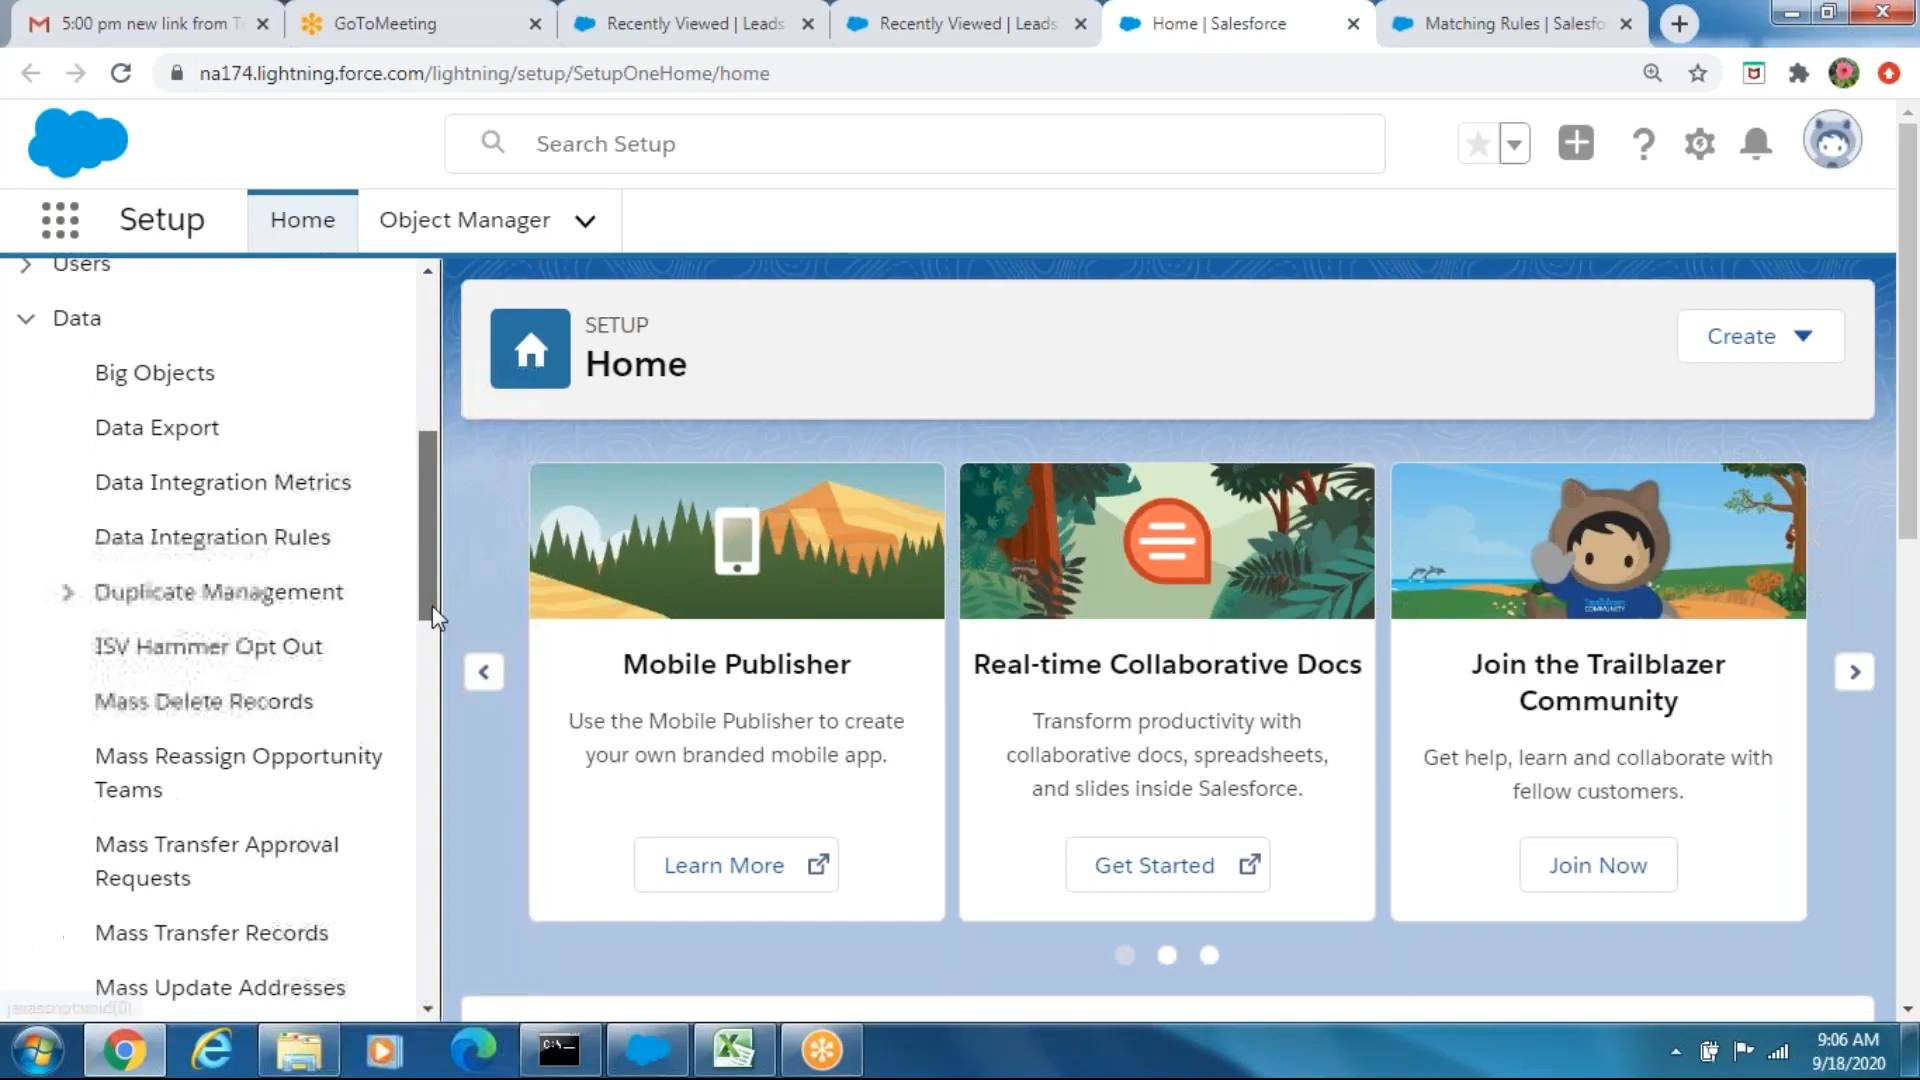 5:00 pm new link from T
GoToMeeting
Recently Viewed | Leads
Recently Viewed | Leads
Home | Salesforce
Matching Rules | Salesfo
na174.lightning.force.com/lightning/setup/SetupOneHome/home
Search Setup
Setup
Home
Object Manager
Users
Data
Big Objects
Data Export
Data Integration Metrics
Data Integration Rules
Duplicate Management
ISV Hammer Opt Out
Mass Delete Records
Mass Reassign Opportunity
Teams
Mass Transfer Approval
Requests
Mass Transfer Records
Mass Update Addresses
javascript:void(0)
SETUP
Home
Create
Mobile Publisher
Use the Mobile Publisher to create
your own branded mobile app.
Learn More
Real-time Collaborative Docs
Transform productivity with
collaborative docs, spreadsheets,
and slides inside Salesforce.
Get Started
COMMUNITY
Join the Trailblazer
Community
Get help, learn and collaborate with
fellow customers.
Join Now
C:\
9:06 AM
9/18/2020